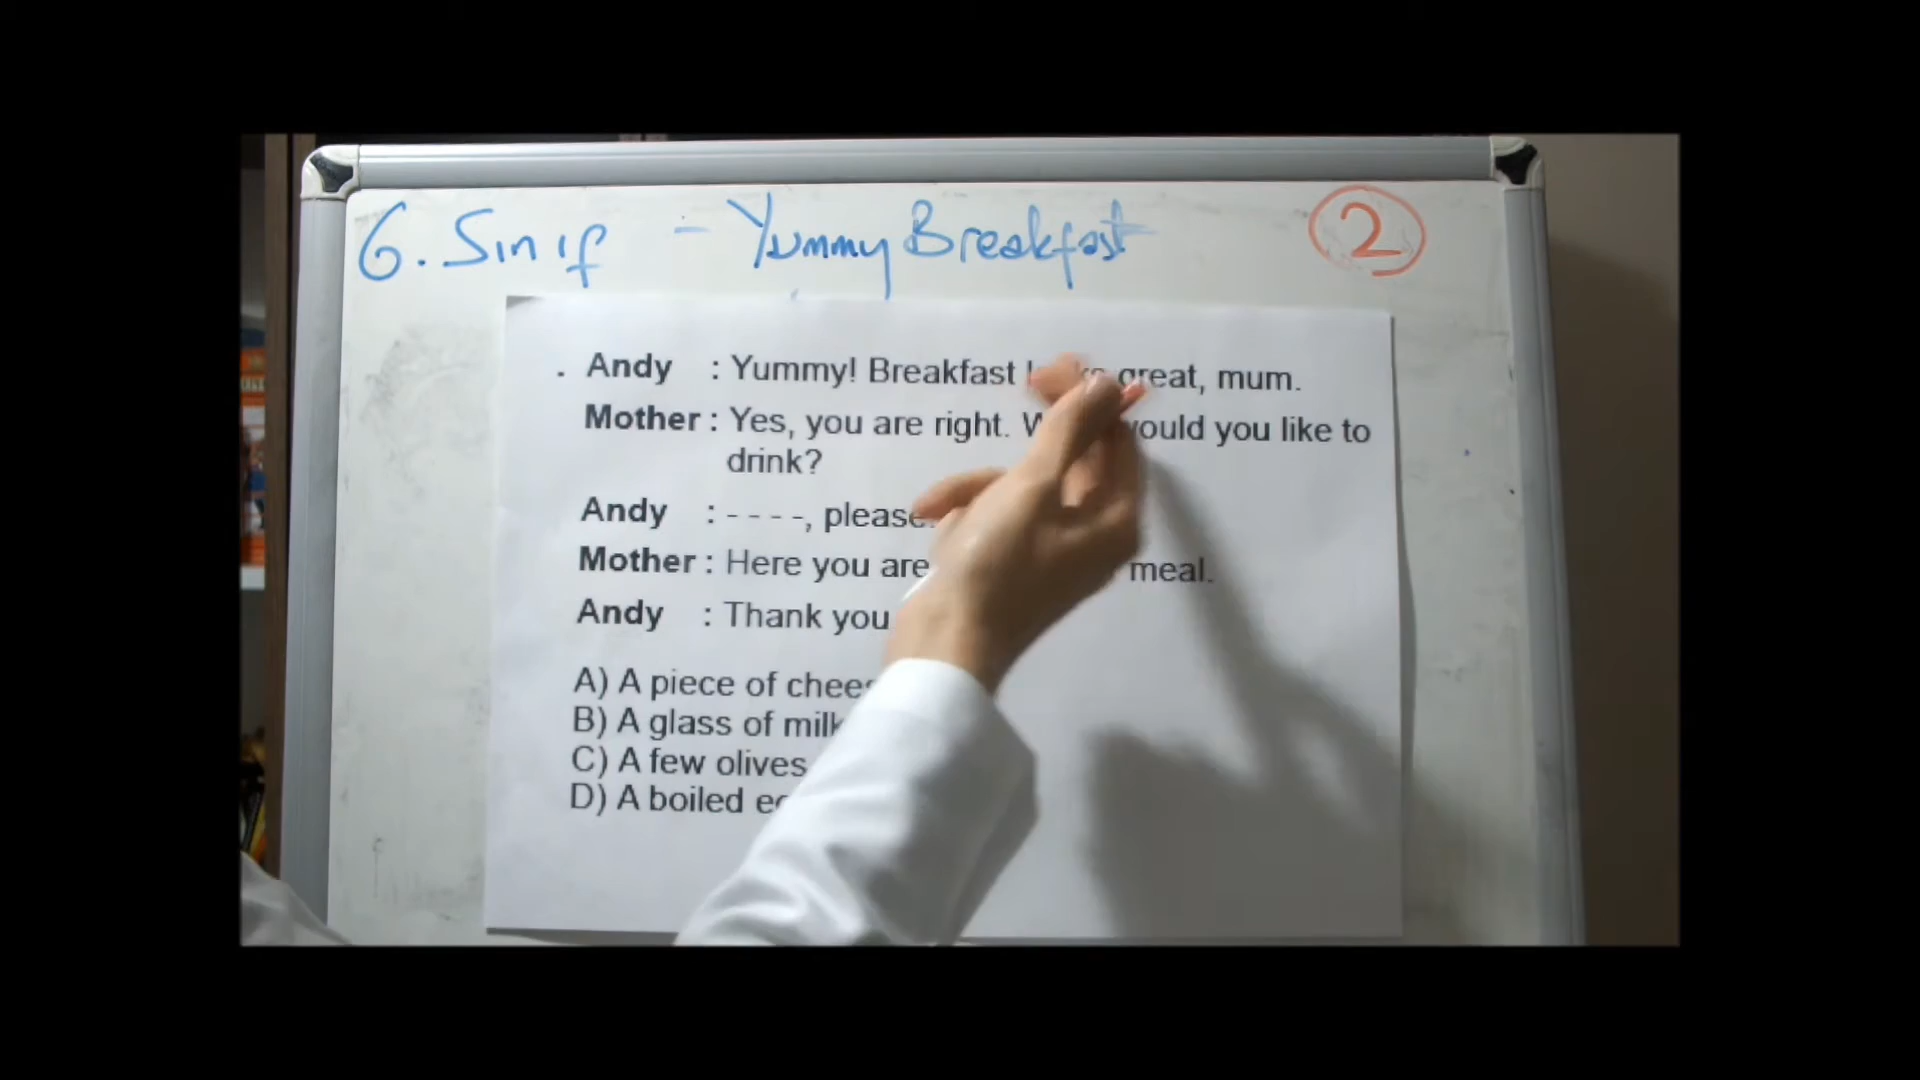 6. Sınıf - Yummy Breakfast
2
. Andy : Yummy! Breakfast great, mum.
Mother : Yes, you are right. would you like to
drink?
Andy : - - - -, please.
Mother : Here you are meal.
Andy : Thank you
A) A piece of
B) A glass of milk
C) A few olives
D) A boiled